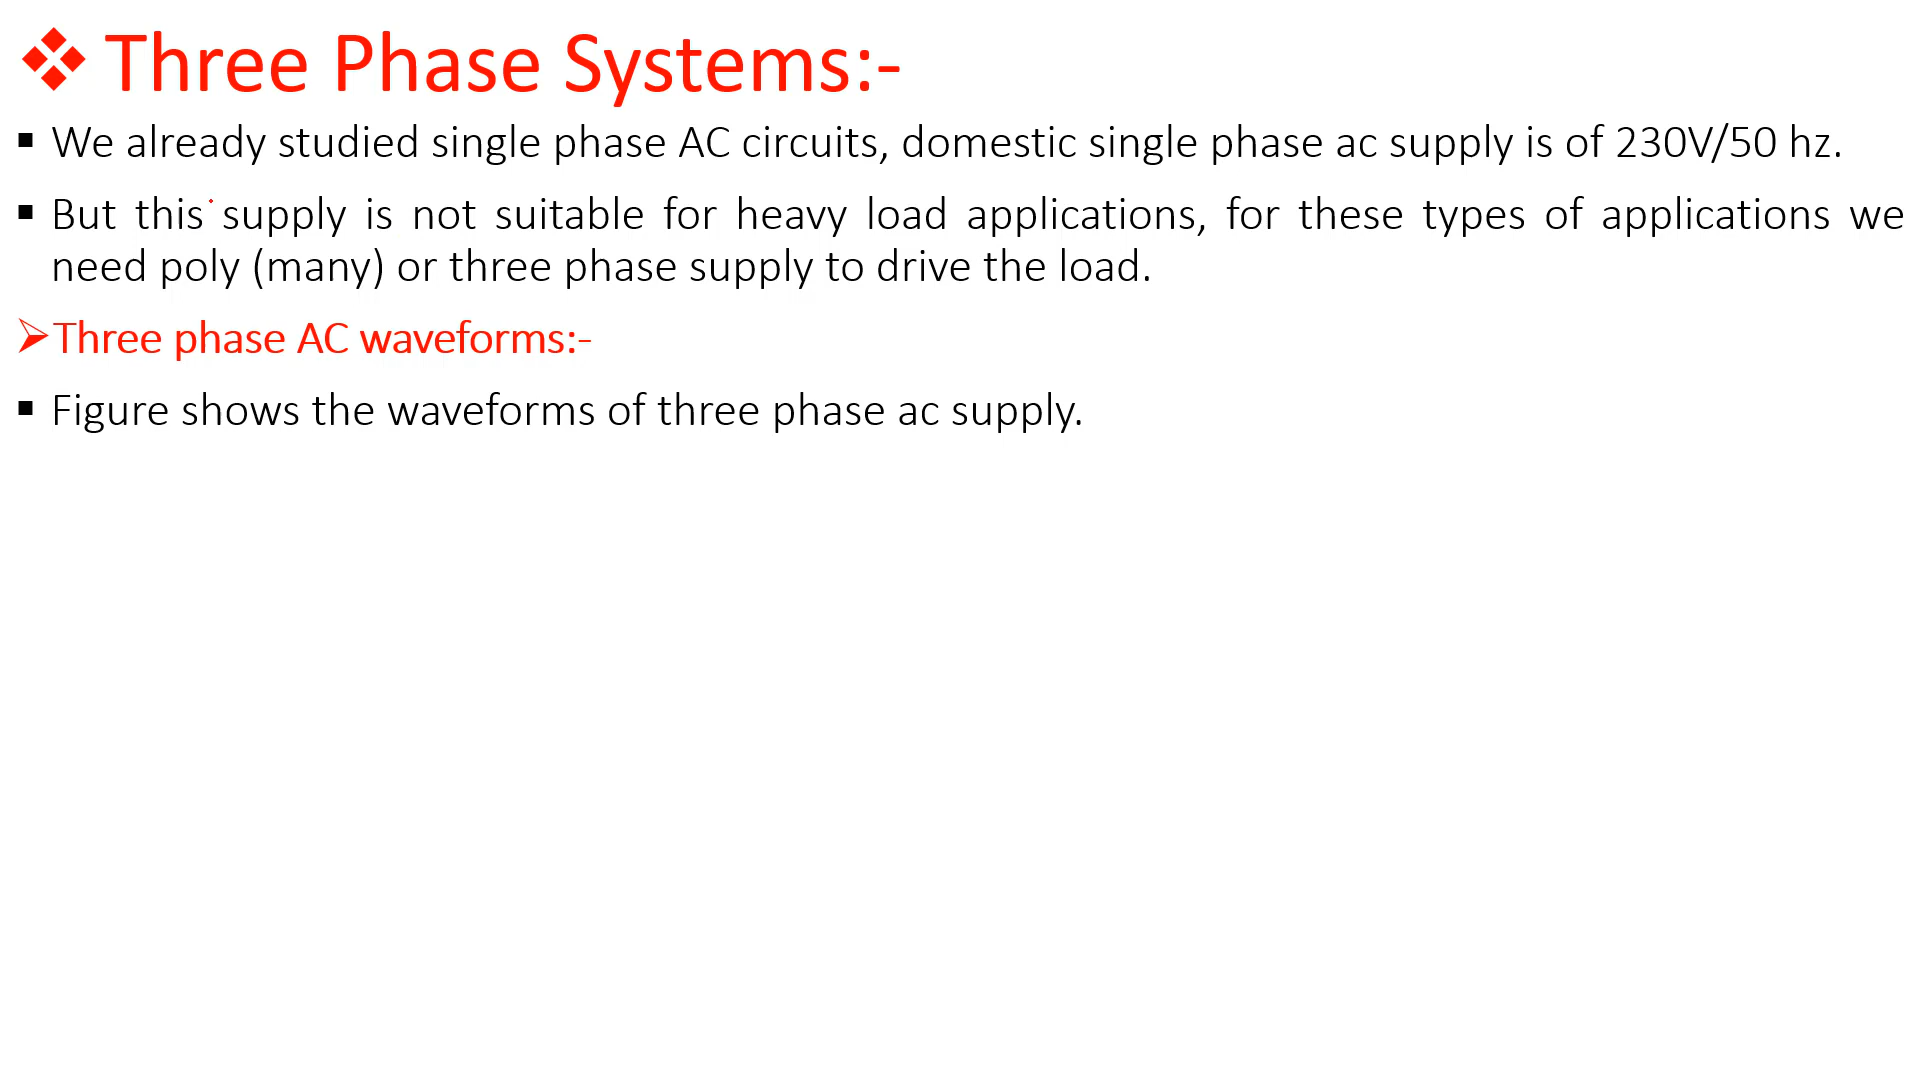 Three Phase Systems:-
We already studied single phase AC circuits, domestic single phase ac supply is of 230V/50 hz.
But this supply is not suitable for heavy load applications, for these types of applications we
need poly (many) or three phase supply to drive the load.
Three phase AC waveforms:-
Figure shows the waveforms of three phase ac supply.